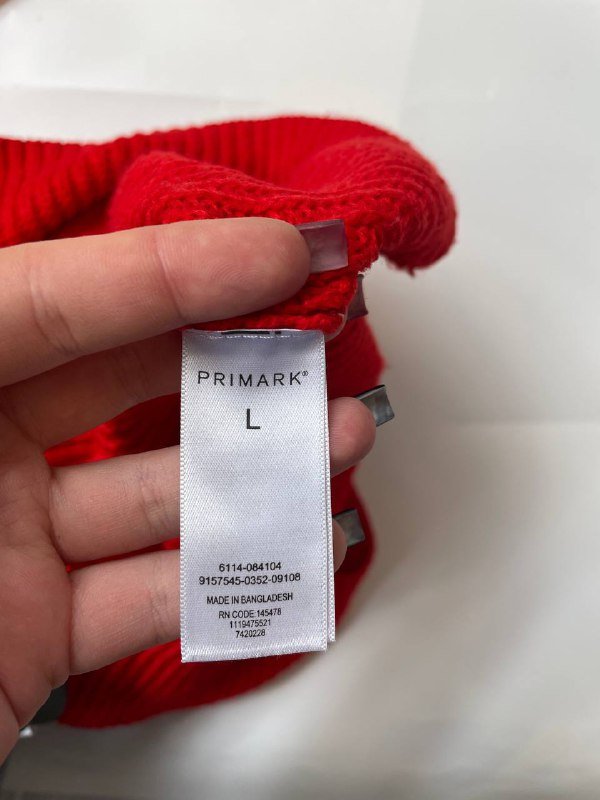 PRIMARK®
L
6114-084104
9157545-0352-09108
MADE IN BANGLADESH
RN CODE:145478
1119475521
7420228